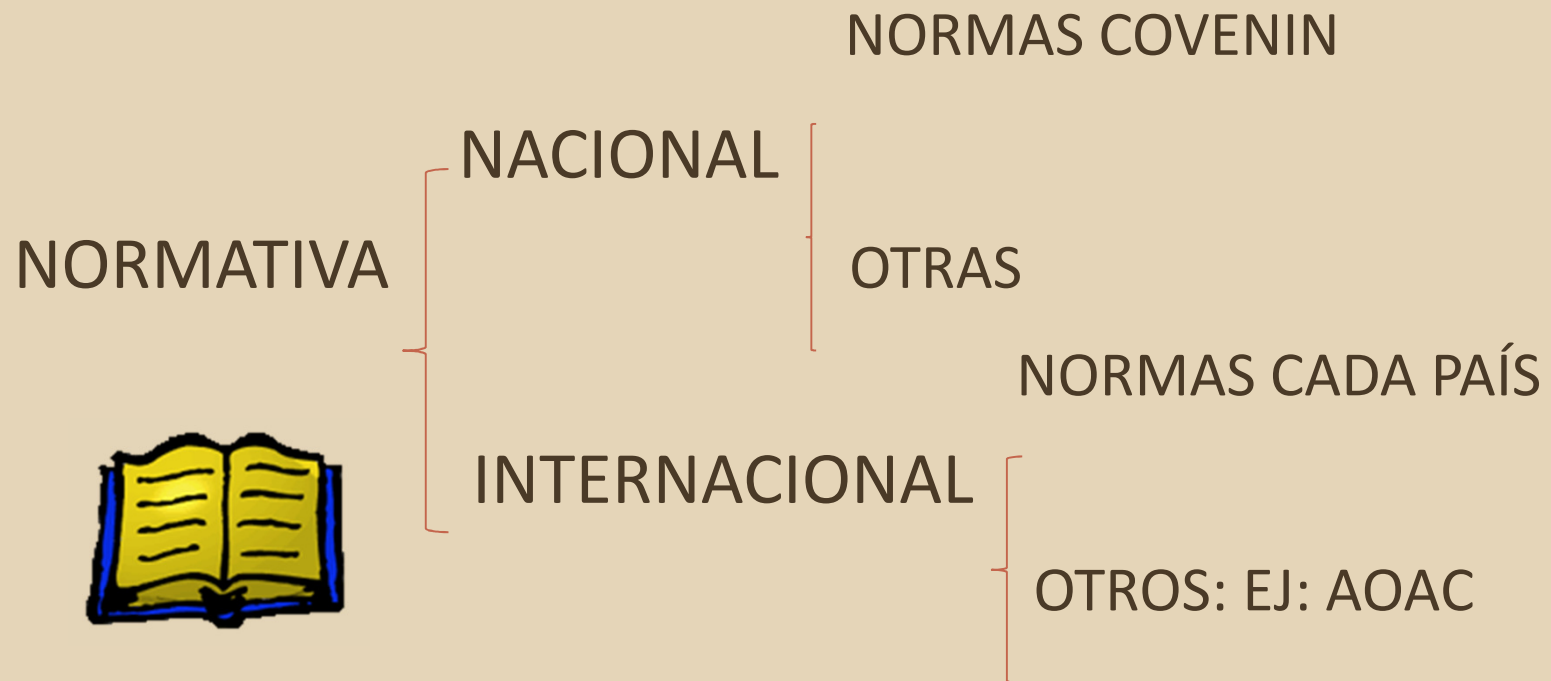 NORMAS COVENIN
NACIONAL
NORMATIVA
OTRAS
NORMAS CADA PAÍS
INTERNACIONAL
OTROS: EJ: AOAC